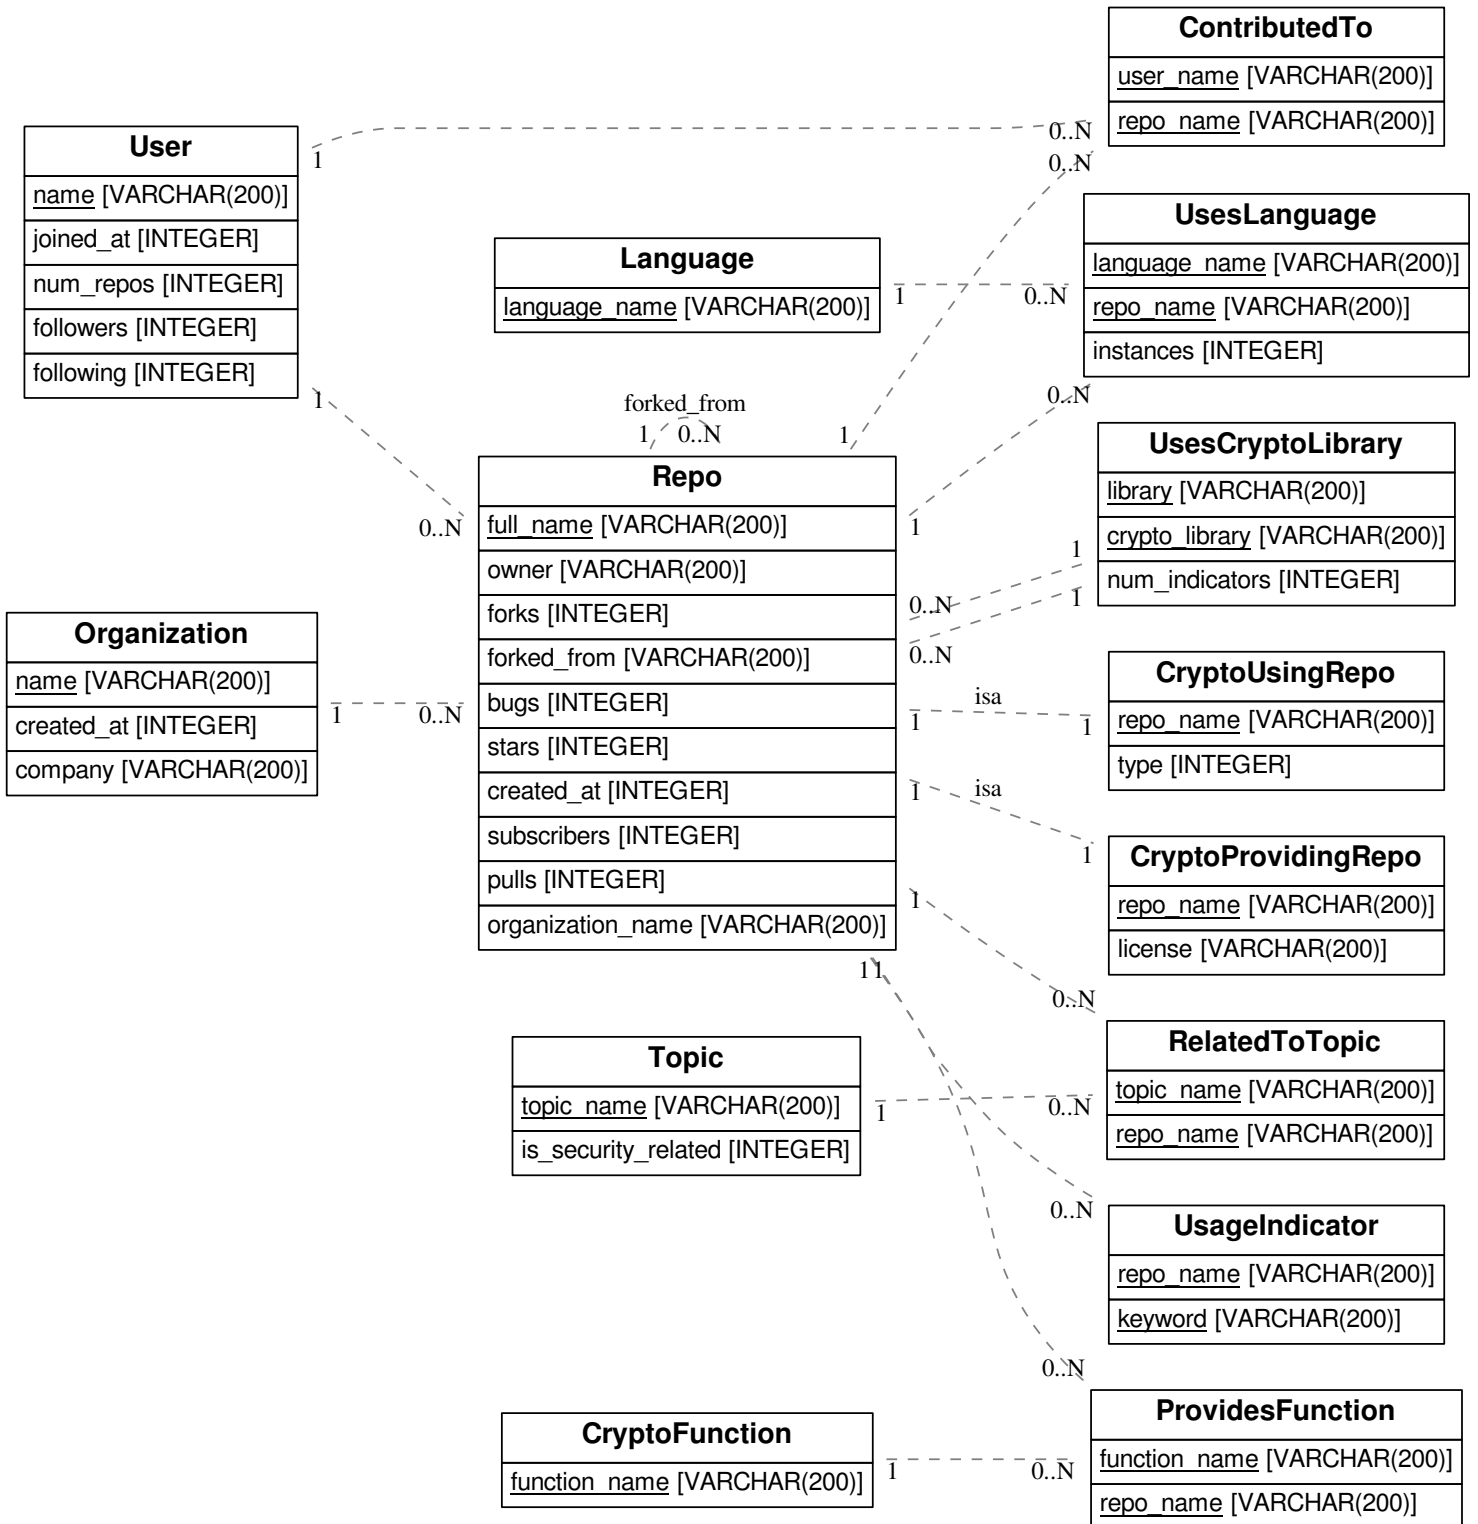 ContributedTo
user_name [VARCHAR(200)]
repo_name [VARCHAR(200)]
User
name [VARCHAR(200)]
joined_at [INTEGER]
num_repos [INTEGER]
followers [INTEGER]
following [INTEGER]
1
0..N
0..N
1
UsesLanguage
language_name [VARCHAR(200)]
repo_name [VARCHAR(200)]
instances [INTEGER]
Language
language_name [VARCHAR(200)]
1
0..N
1
0..N
forked_from
1
0..N
1
0..N
Repo
full_name [VARCHAR(200)]
owner [VARCHAR(200)]
forks [INTEGER]
forked_from [VARCHAR(200)]
bugs [INTEGER]
stars [INTEGER]
created_at [INTEGER]
subscribers [INTEGER]
pulls [INTEGER]
organization_name [VARCHAR(200)]
UsesCryptoLibrary
library [VARCHAR(200)]
crypto_library [VARCHAR(200)]
num_indicators [INTEGER]
1
1
0..N
0..N
Organization
name [VARCHAR(200)]
created_at [INTEGER]
company [VARCHAR(200)]
1
0..N
CryptoUsingRepo
repo_name [VARCHAR(200)]
type [INTEGER]
isa
1
1
isa
1
1
CryptoProvidingRepo
repo_name [VARCHAR(200)]
license [VARCHAR(200)]
1
0..N
1
1
RelatedToTopic
topic_name [VARCHAR(200)]
repo_name [VARCHAR(200)]
Topic
topic_name [VARCHAR(200)]
is_security_related [INTEGER]
1
0..N
0..N
UsageIndicator
repo_name [VARCHAR(200)]
keyword [VARCHAR(200)]
0..N
ProvidesFunction
function_name [VARCHAR(200)]
repo_name [VARCHAR(200)]
CryptoFunction
function_name [VARCHAR(200)]
1
0..N